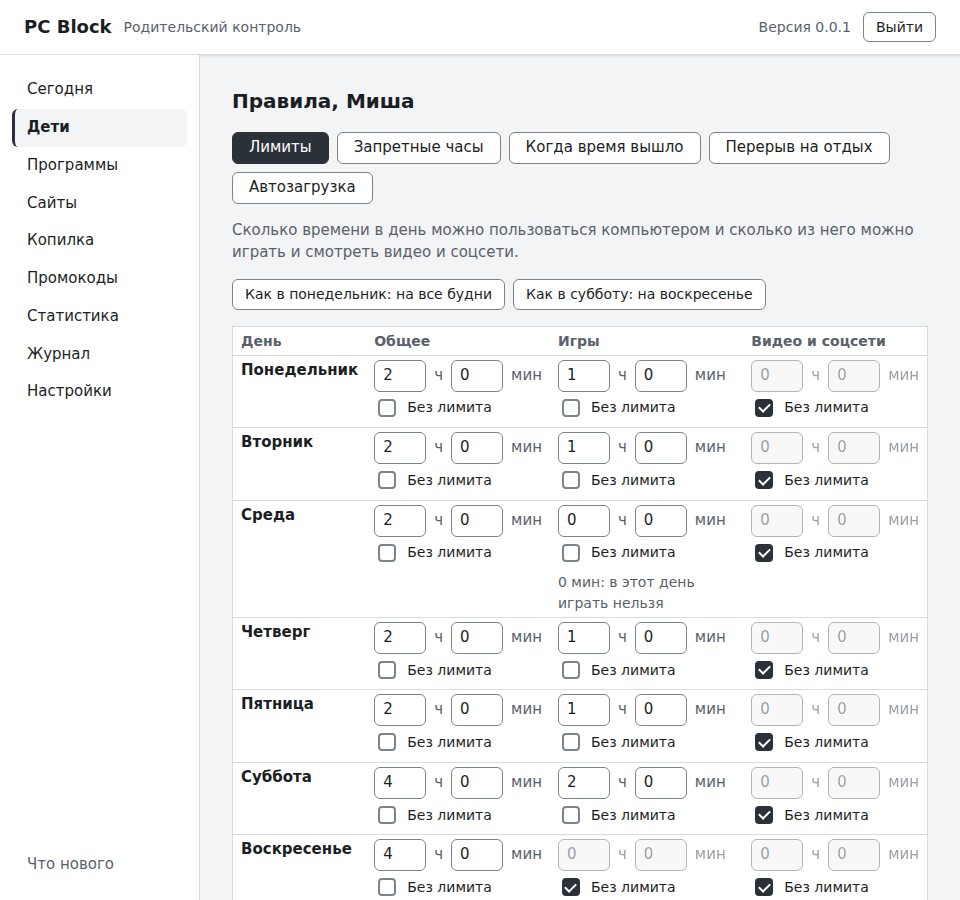 PC Block Родительский контроль Версия 0.0.1 Выйти
Сегодня
Дети
Программы
Сайты
Копилка
Промокоды
Статистика
Журнал
Настройки
Что нового
Правила, Миша
Лимиты Запретные часы Когда время вышло Перерыв на отдых
Автозагрузка
Сколько времени в день можно пользоваться компьютером и сколько из него можно
играть и смотреть видео и соцсети.
Как в понедельник: на все будни Как в субботу: на воскресенье
День Общее Игры Видео и соцсети
Понедельник 2 ч 0 мин 1 ч 0 мин 0 ч 0 мин
Без лимита Без лимита Без лимита
Вторник 2 ч 0 мин 1 ч 0 мин 0 ч 0 мин
Без лимита Без лимита Без лимита
Среда 2 ч 0 мин 0 ч 0 мин 0 ч 0 мин
Без лимита Без лимита Без лимита
0 мин: в этот день
играть нельзя
Четверг 2 ч 0 мин 1 ч 0 мин 0 ч 0 мин
Без лимита Без лимита Без лимита
Пятница 2 ч 0 мин 1 ч 0 мин 0 ч 0 мин
Без лимита Без лимита Без лимита
Суббота 4 ч 0 мин 2 ч 0 мин 0 ч 0 мин
Без лимита Без лимита Без лимита
Воскресенье 4 ч 0 мин 0 ч 0 мин 0 ч 0 мин
Без лимита Без лимита Без лимита